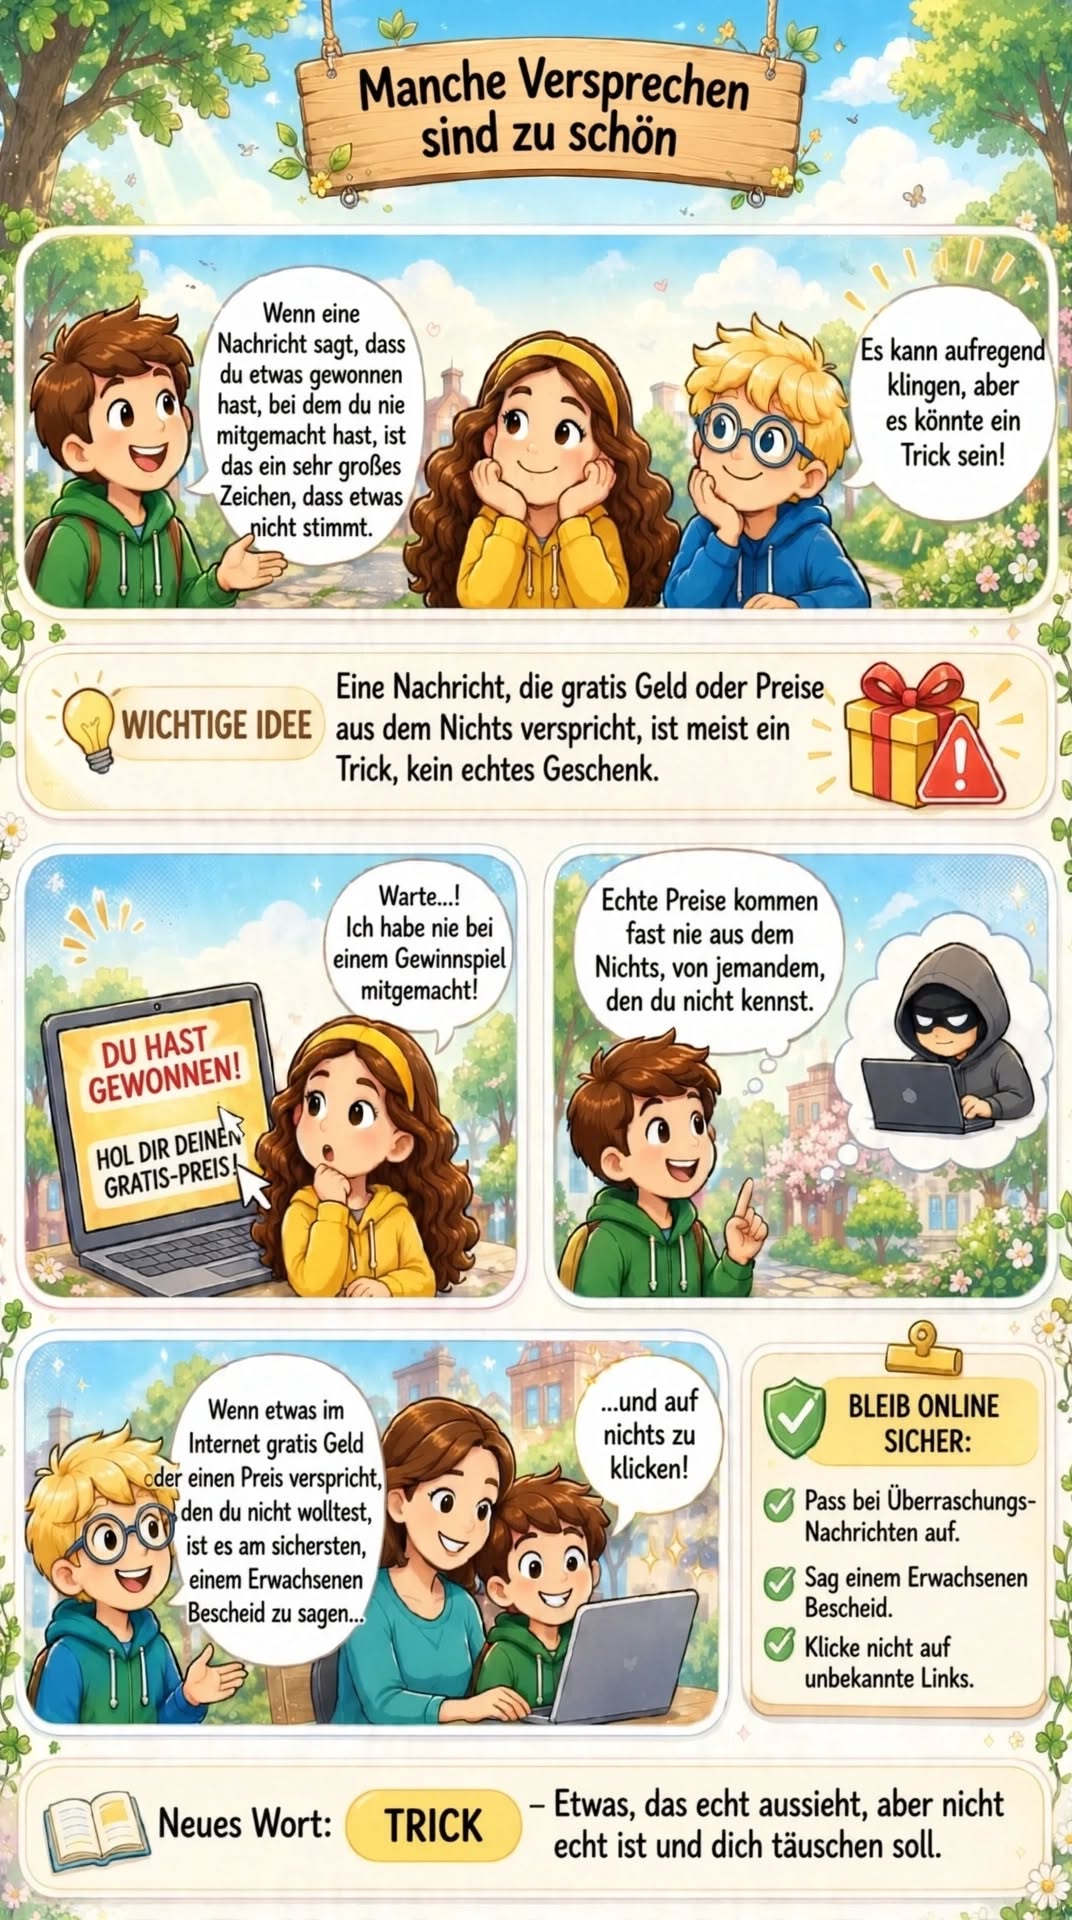 Manche Versprechen
sind zu schön
Wenn eine
Nachricht sagt, dass
du etwas gewonnen
hast, bei dem du nie
mitgemacht hast, ist
das ein sehr großes
Zeichen, dass etwas
nicht stimmt.
Es kann aufregend
klingen, aber
es könnte ein
Trick sein!
WICHTIGE IDEE
Eine Nachricht, die gratis Geld oder Preise
aus dem Nichts verspricht, ist meist ein
Trick, kein echtes Geschenk.
Warte...!
Ich habe nie bei
einem Gewinnspiel
mitgemacht!
DU HAST
GEWONNEN!
HOL DIR DEINEN
GRATIS-PREIS!
Echte Preise kommen
fast nie aus dem
Nichts, von jemandem,
den du nicht kennst.
Wenn etwas im
Internet gratis Geld
oder einen Preis verspricht,
den du nicht wolltest,
ist es am sichersten,
einem Erwachsenen
Bescheid zu sagen...
...und auf
nichts zu
klicken!
BLEIB ONLINE
SICHER:
Pass bei Überraschungs-
Nachrichten auf.
Sag einem Erwachsenen
Bescheid.
Klicke nicht auf
unbekannte Links.
Neues Wort: TRICK – Etwas, das echt aussieht, aber nicht
echt ist und dich täuschen soll.